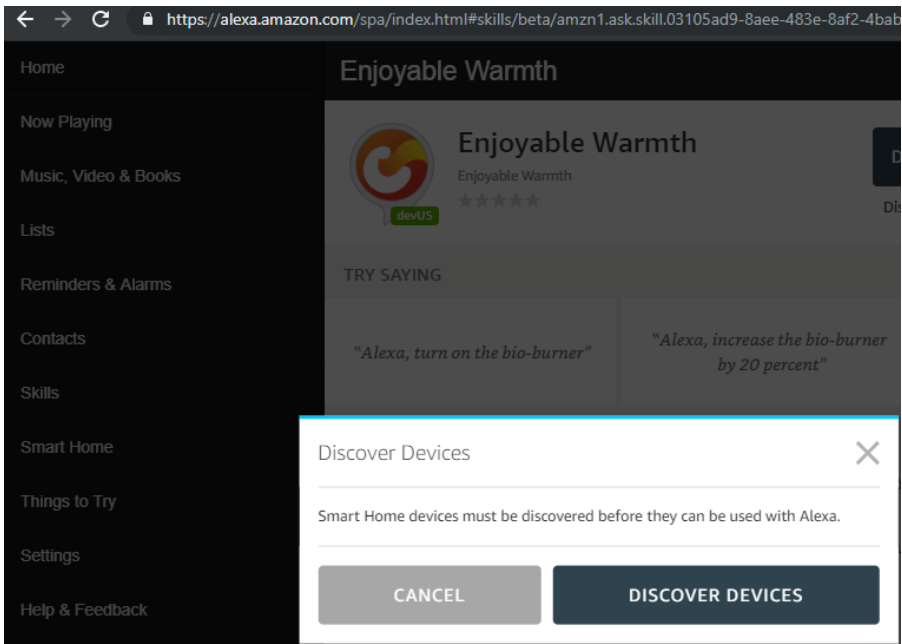 https://alexa.amazon.com/spa/index.html#skills/beta/amzn1.ask.skill.03105ad9-8aee-483e-8af2-4bab
Home
Now Playing
Music, Video & Books
Lists
Reminders & Alarms
Contacts
Skills
Smart Home
Things to Try
Settings
Help & Feedback
Enjoyable Warmth
Enjoyable Warmth
Enjoyable Warmth
devUS
D
Dis
TRY SAYING
"Alexa, turn on the bio-burner"
"Alexa, increase the bio-burner
by 20 percent"
Discover Devices
Smart Home devices must be discovered before they can be used with Alexa.
CANCEL
DISCOVER DEVICES